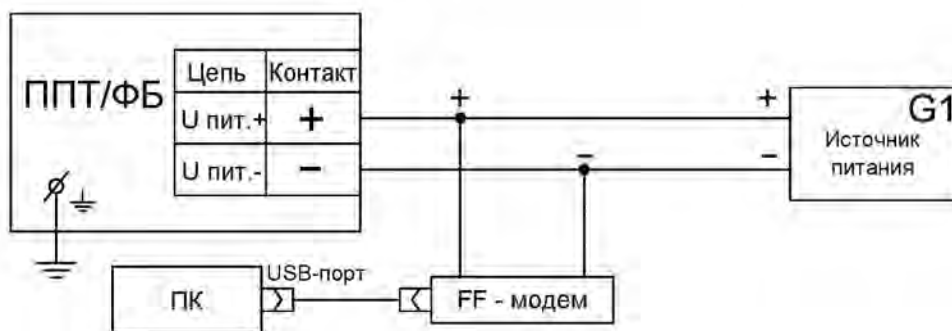 ППТ/ФБ
Цепь Контакт
U пит.+ +
U пит.- −
+ +
− −
G1
Источник
питания
USB-порт
ПК
FF - модем